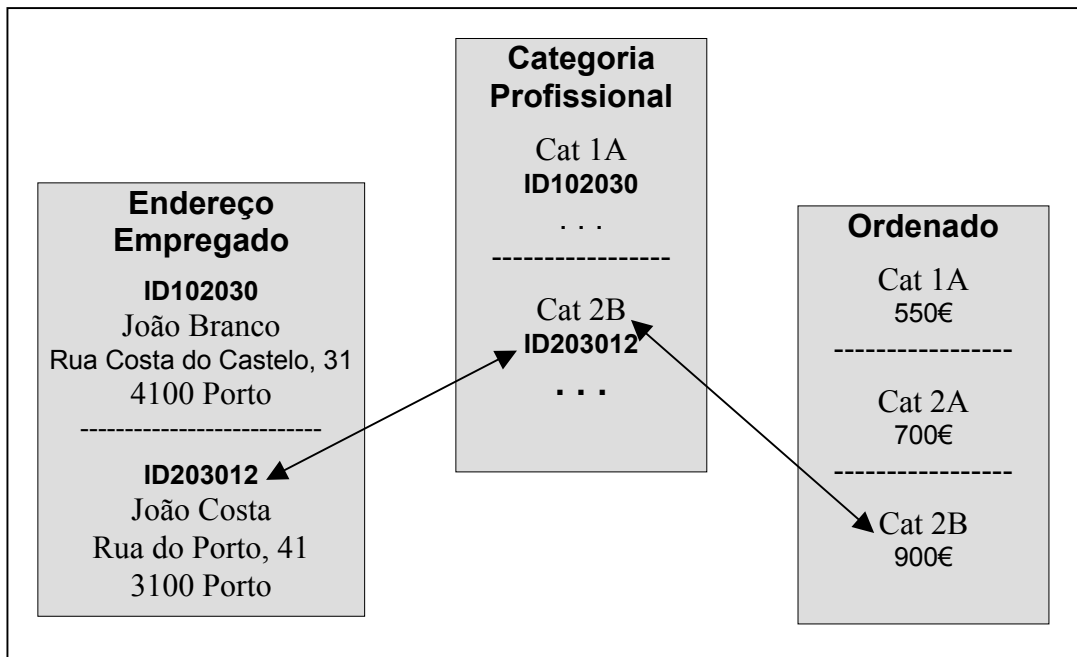 Endereço
Empregado
ID102030
João Branco
Rua Costa do Castelo, 31
4100 Porto
----------------------------
ID203012
João Costa
Rua do Porto, 41
3100 Porto
Categoria
Profissional
Cat 1A
ID102030
. . .
-----------------
Cat 2B
ID203012
. . .
Ordenado
Cat 1A
550€
-----------------
Cat 2A
700€
-----------------
Cat 2B
900€